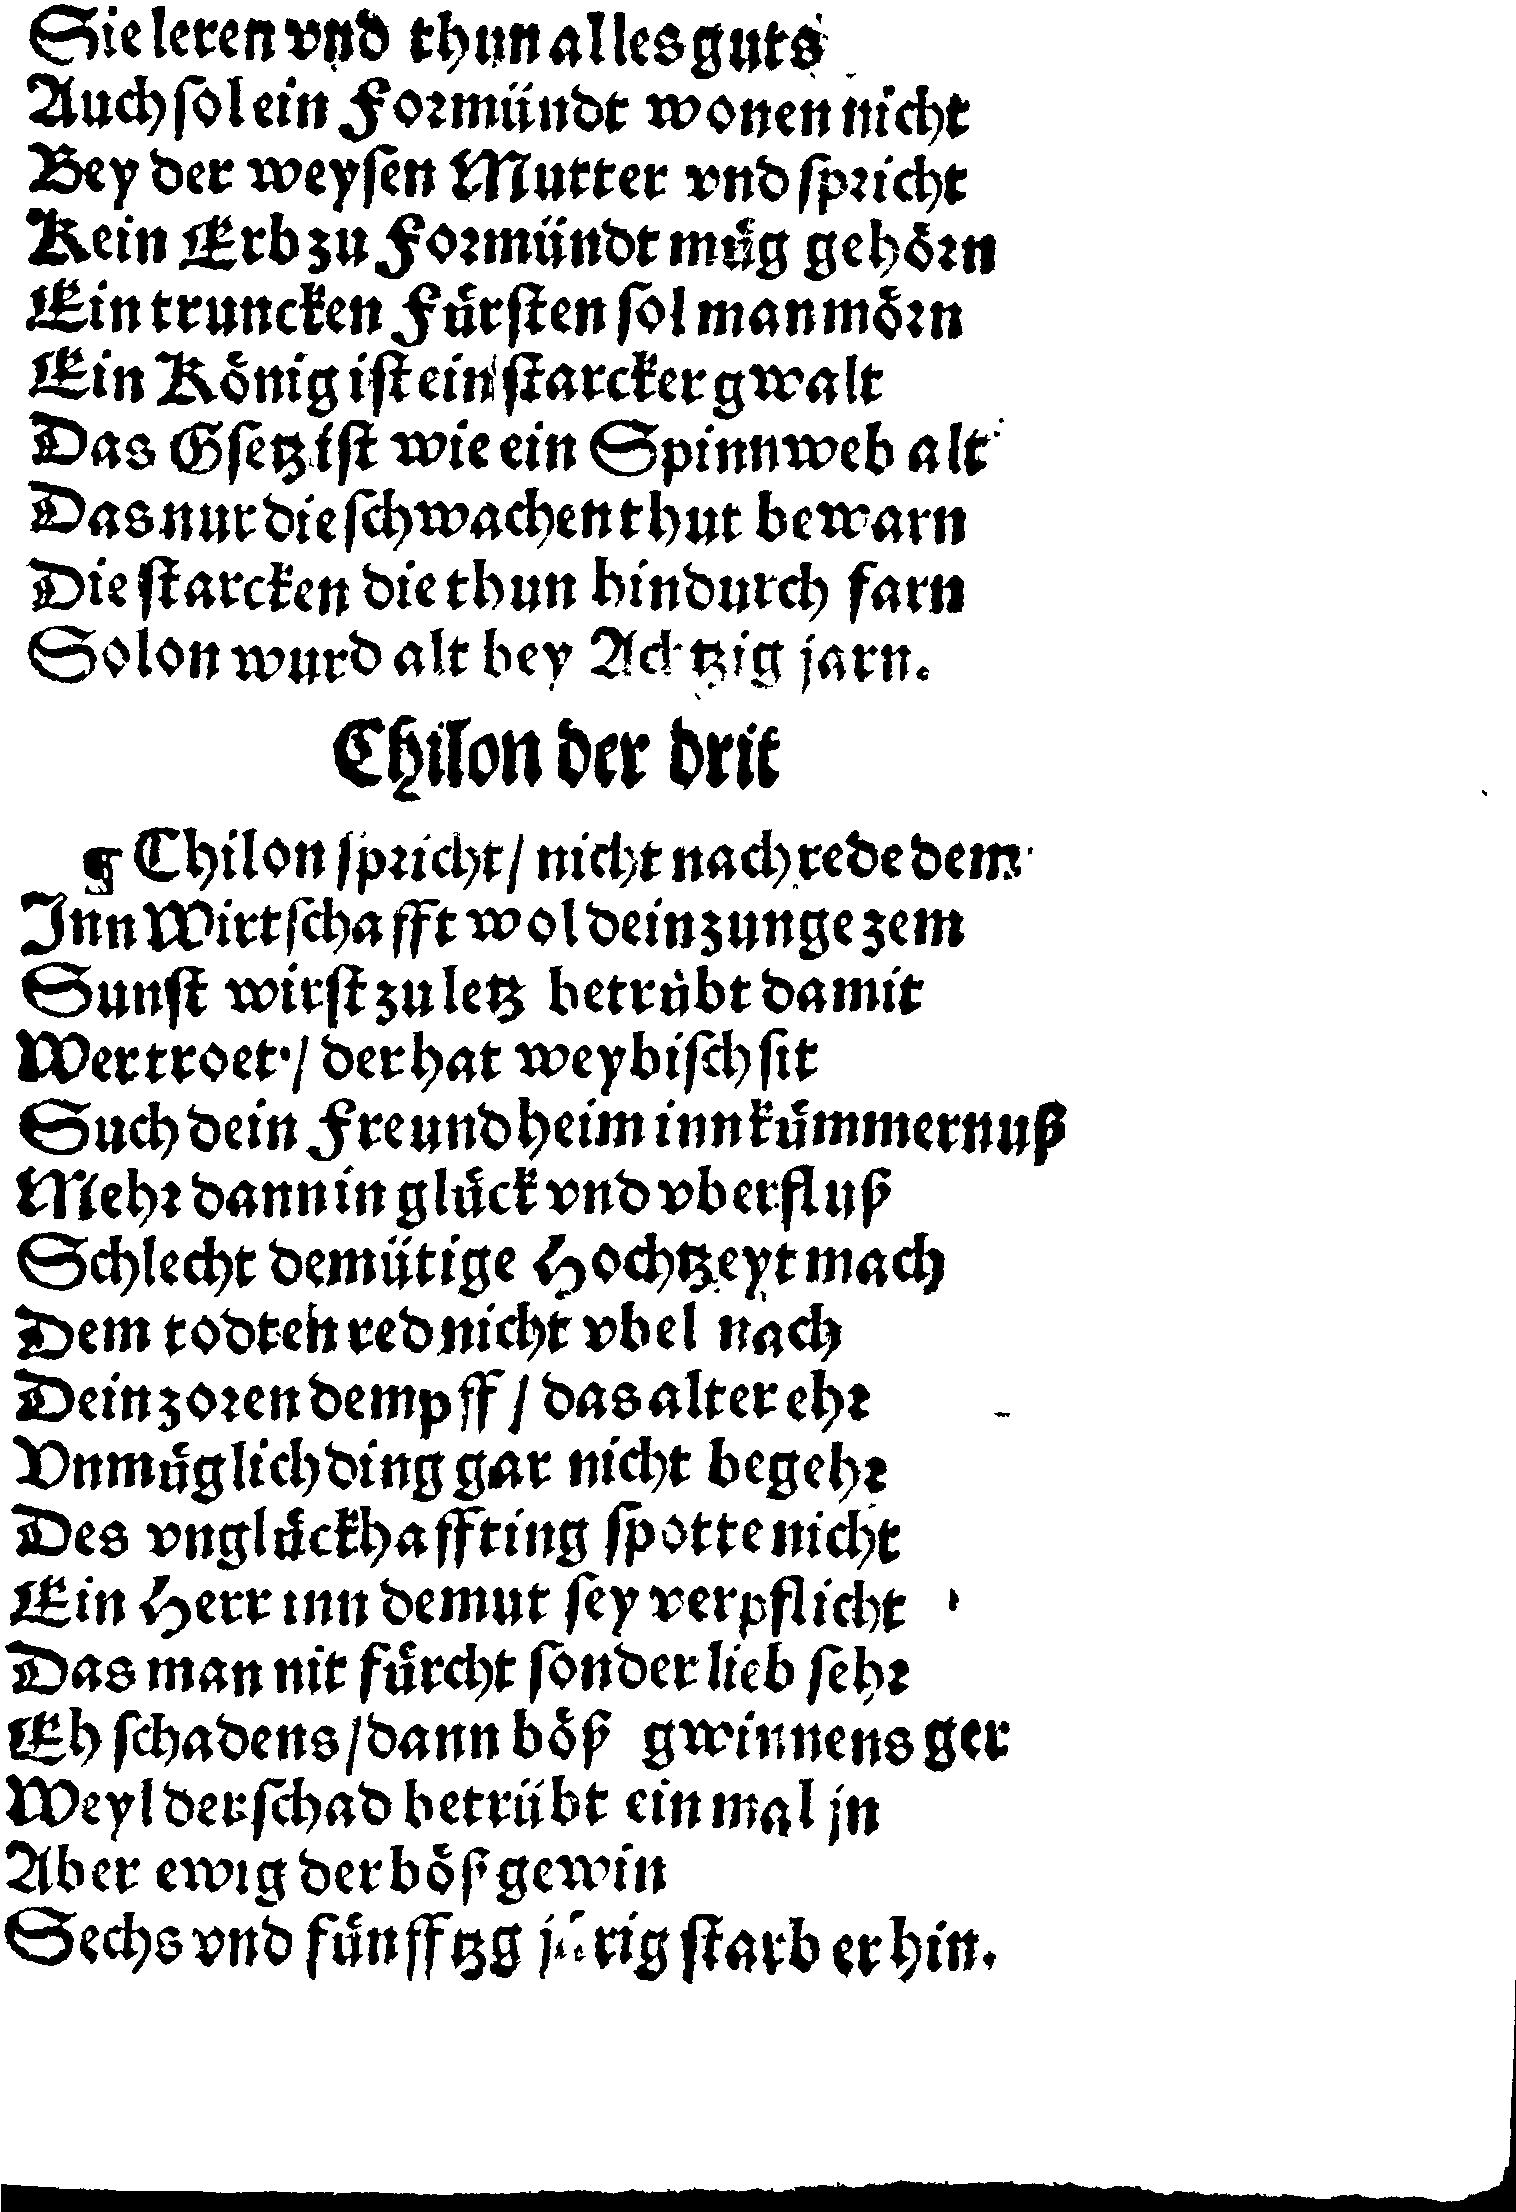 Sie leren vnd thun alles guts
Auch sol ein Formündt wonen nicht
Bey der weysen Mutter vnd spricht
Kein Erb zu Formündt müg gehörn
Ein truncken Fürsten sol man mörn
Ein König ist ein starcker gwalt
Das Gsetz ist wie ein Spinnweb alt
Das nur die schwachen thut bewarn
Die starcken die thun hindurch farn
Solon wurd alt bey Achtzig jarn.
Chilon der drit
¶ Chilon spricht / nicht nach rede dem
Inn Wirtschafft wol dein zunge zem
Sunst wirst zu letz betrübt damit
Wer troet / der hat weybisch sit
Such dein Freund heim inn kümmernuß
Mehr dann in glück vnd vberfluß
Schlecht demütige Hochtzeyt mach
Dem todten red nicht vbel nach
Dein zoren dempff / das alter ehr
Vnmüglich ding gar nicht begehr
Des vnglückhaffting spotte nicht
Ein Herr inn demut sey verpflicht
Das man nit fürcht sonder lieb sehr
Eh schadens / dann böß gwinnens ger
Weyl der schad betrübt ein mal jn
Aber ewig der böß gewin
Sechs vnd fünfftzg järig starb er hin.